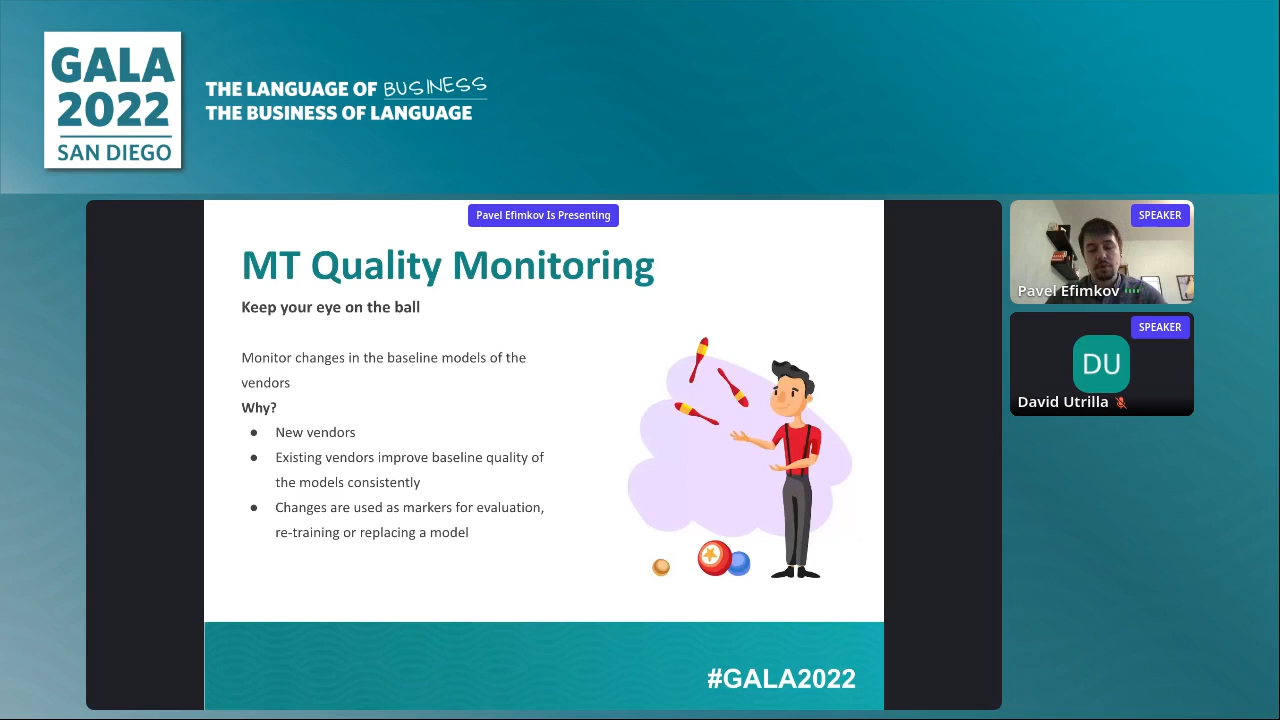 GALA
2022
SAN DIEGO
THE LANGUAGE OF BUSINESS
THE BUSINESS OF LANGUAGE
Pavel Efimkov Is Presenting
MT Quality Monitoring
Keep your eye on the ball
Monitor changes in the baseline models of the
vendors
Why?
● New vendors
● Existing vendors improve baseline quality of
the models consistently
● Changes are used as markers for evaluation,
re-training or replacing a model
#GALA2022
SPEAKER
Pavel Efimkov
SPEAKER
DU
David Utrilla